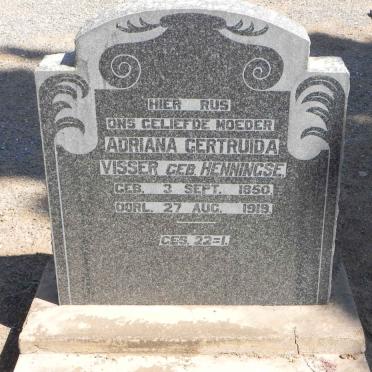 HIER RUS
ONS GELIEFDE MOEDER
ADRIANA GERTRUIDA
VISSER GEB. HENNINGSE.
GEB. 3 SEPT. 1850.
OORL. 27 AUG. 1919.
GES. 22=1.